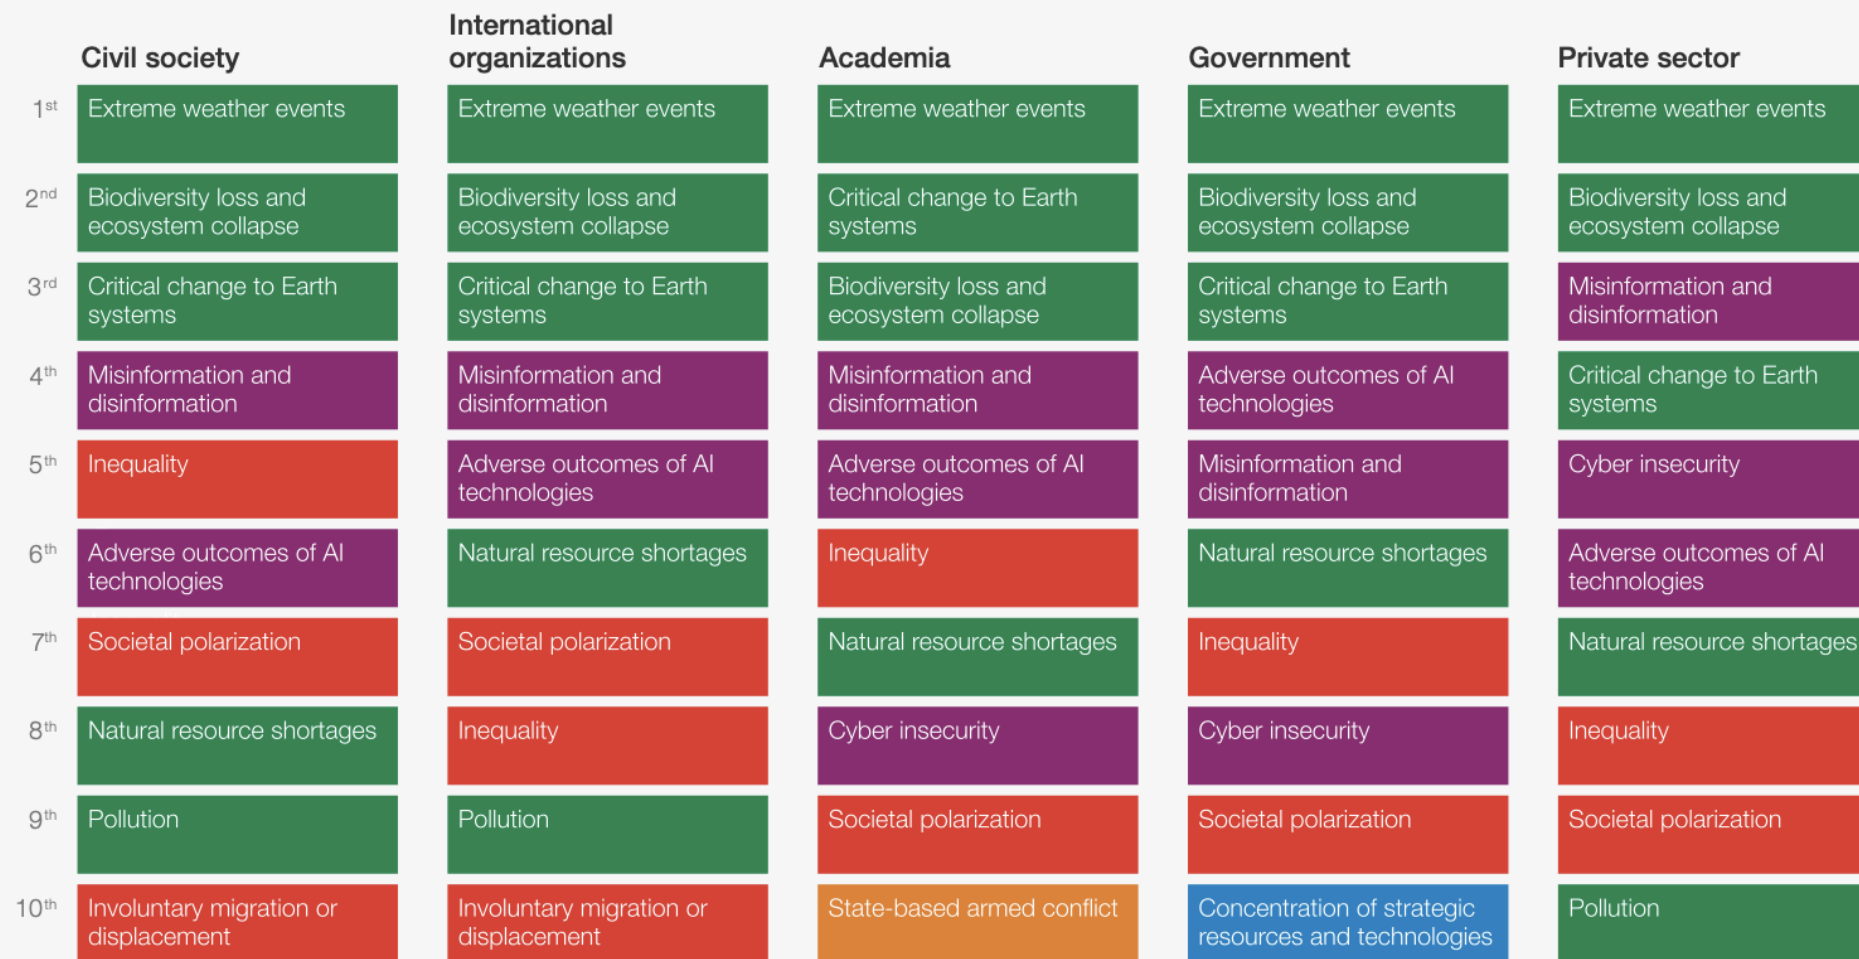 Civil society
International
organizations
Academia
Government
Private sector
1st
Extreme weather events
Extreme weather events
Extreme weather events
Extreme weather events
Extreme weather events
2nd
Biodiversity loss and
ecosystem collapse
Biodiversity loss and
ecosystem collapse
Critical change to Earth
systems
Biodiversity loss and
ecosystem collapse
Biodiversity loss and
ecosystem collapse
3rd
Critical change to Earth
systems
Critical change to Earth
systems
Biodiversity loss and
ecosystem collapse
Critical change to Earth
systems
Misinformation and
disinformation
4th
Misinformation and
disinformation
Misinformation and
disinformation
Misinformation and
disinformation
Adverse outcomes of AI
technologies
Critical change to Earth
systems
5th
Inequality
Adverse outcomes of AI
technologies
Adverse outcomes of AI
technologies
Misinformation and
disinformation
Cyber insecurity
6th
Adverse outcomes of AI
technologies
Natural resource shortages
Inequality
Natural resource shortages
Adverse outcomes of AI
technologies
7th
Societal polarization
Societal polarization
Natural resource shortages
Inequality
Natural resource shortages
8th
Natural resource shortages
Inequality
Cyber insecurity
Cyber insecurity
Inequality
9th
Pollution
Pollution
Societal polarization
Societal polarization
Societal polarization
10th
Involuntary migration or
displacement
Involuntary migration or
displacement
State-based armed conflict
Concentration of strategic
resources and technologies
Pollution